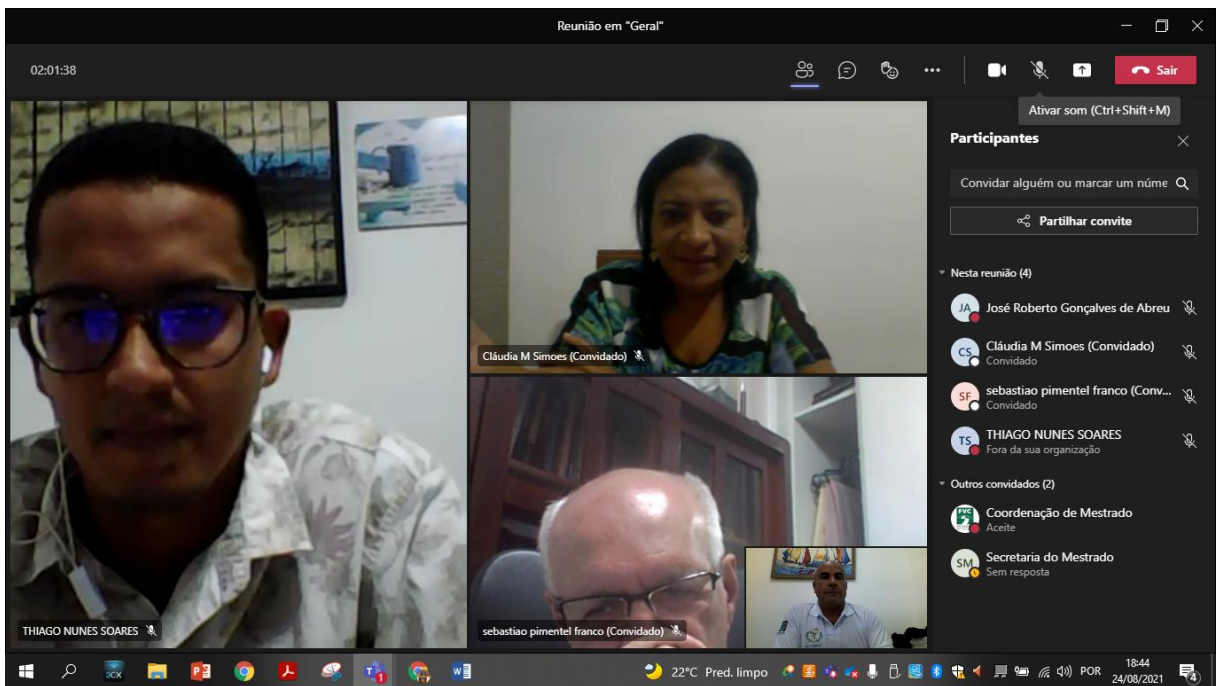 Reunião em "Geral"
02:01:38
Sair
Ativar som (Ctrl+Shift+M)
Participantes
Convidar alguém ou marcar um núme
Partilhar convite
Nesta reunião (4)
JA José Roberto Gonçalves de Abreu
CS Cláudia M Simoes (Convidado)
Convidado
SF sebastiao pimentel franco (Conv...
Convidado
TS THIAGO NUNES SOARES
Fora da sua organização
Outros convidados (2)
FVC Coordenação de Mestrado
Aceite
SM Secretaria do Mestrado
Sem resposta
Cláudia M Simoes (Convidado)
THIAGO NUNES SOARES
sebastiao pimentel franco (Convidado)
3CX
22°C Pred. limpo
POR
18:44
24/08/2021
4